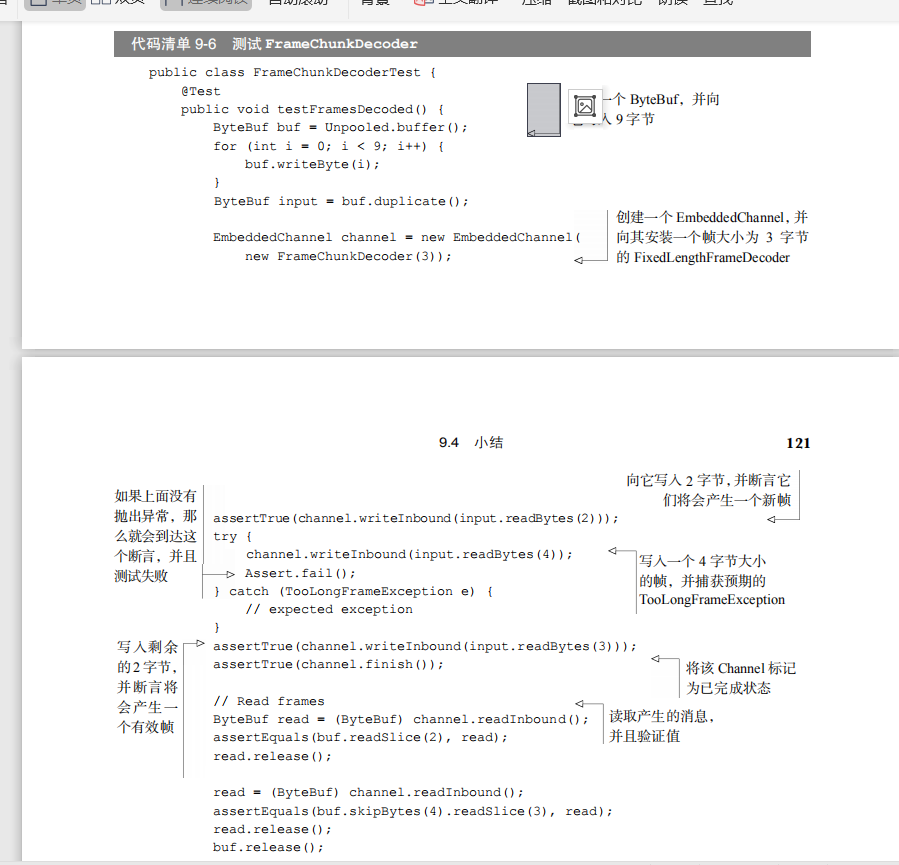 代码清单 9-6 测试 FrameChunkDecoder
public class FrameChunkDecoderTest {
@Test
public void testFramesDecoded() {
ByteBuf buf = Unpooled.buffer();
for (int i = 0; i < 9; i++) {
buf.writeByte(i);
}
ByteBuf input = buf.duplicate();
一个 ByteBuf，并向
入 9 字节
EmbeddedChannel channel = new EmbeddedChannel(
new FrameChunkDecoder(3));
创建一个 EmbeddedChannel，并
向其安装一个帧大小为 3 字节
的 FixedLengthFrameDecoder
9.4 小结
121
向它写入 2 字节，并断言它
们将会产生一个新帧
如果上面没有
抛出异常，那
么就会到达这
个断言，并且
测试失败
assertTrue(channel.writeInbound(input.readBytes(2)));
try {
channel.writeInbound(input.readBytes(4));
Assert.fail();
} catch (TooLongFrameException e) {
// expected exception
}
写入一个 4 字节大小
的帧，并捕获预期的
TooLongFrameException
写入剩余
的2字节，
并断言将
会产生一
个有效帧
assertTrue(channel.writeInbound(input.readBytes(3)));
assertTrue(channel.finish());
将该 Channel 标记
为已完成状态
// Read frames
ByteBuf read = (ByteBuf) channel.readInbound();
assertEquals(buf.readSlice(2), read);
read.release();
读取产生的消息，
并且验证值
read = (ByteBuf) channel.readInbound();
assertEquals(buf.skipBytes(4).readSlice(3), read);
read.release();
buf.release();